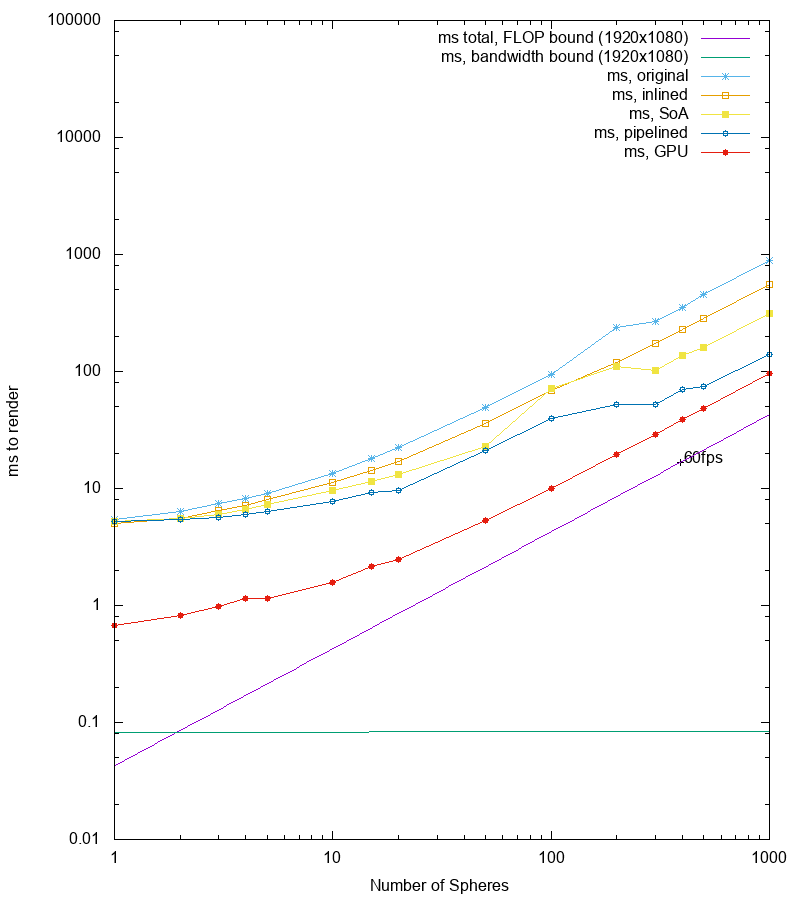 100000
10000
1000
100
10
1
0.1
0.01
ms to render
ms total, FLOP bound (1920x1080)
ms, bandwidth bound (1920x1080)
ms, original
ms, inlined
ms, SoA
ms, pipelined
ms, GPU
60fps
1
10
100
1000
Number of Spheres